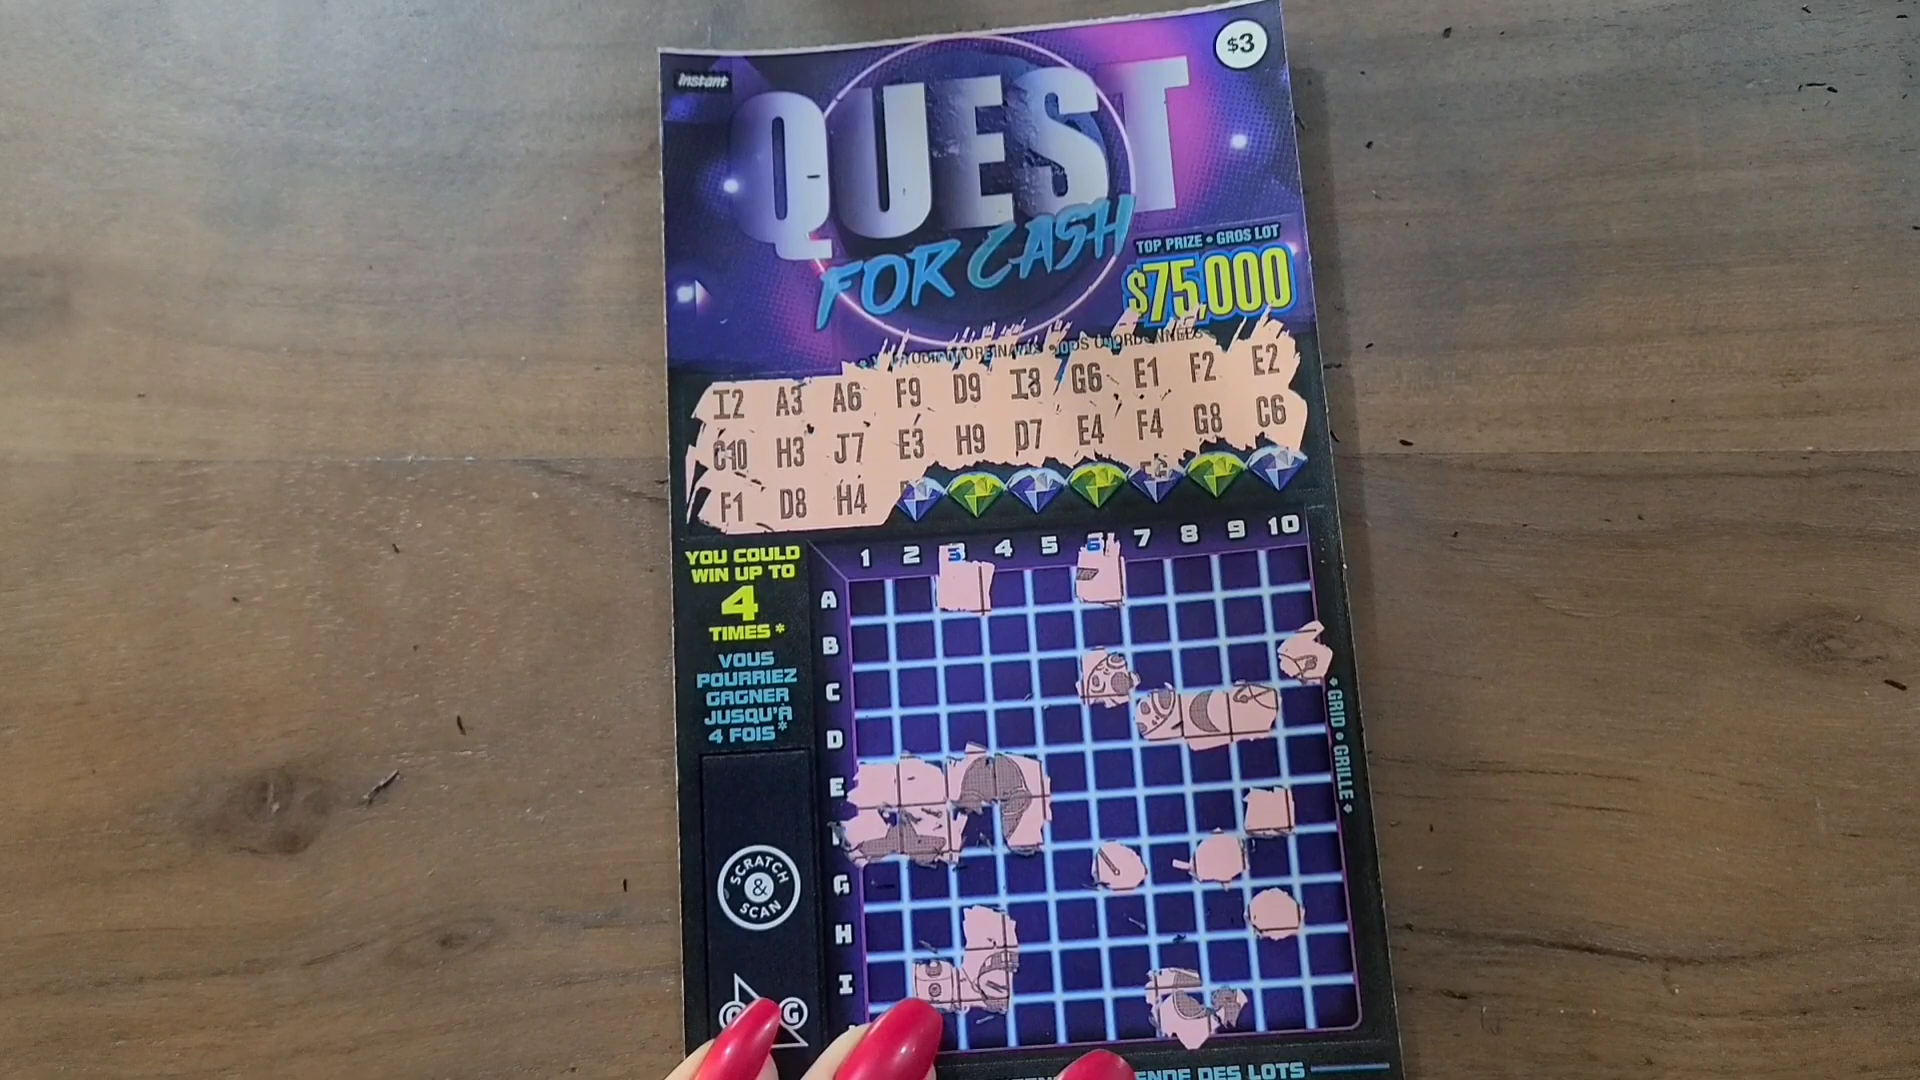 $3
Instant
QUEST
FOR CASH
TOP PRIZE • GROS LOT
$75,000
I2 A3 A6 F9 D9 I8 G6 E1 F2 E2
C10 H3 J7 E3 H9 D7 E4 F4 G8 C6
F1 D8 H4
YOU COULD
WIN UP TO
4
TIMES*
VOUS
POURRIEZ
GAGNER
JUSQU'À
4 FOIS*
SCRATCH
&
SCAN
1 2 3 4 5 6 7 8 9 10
A
B
C
D
E
G
H
I
• GRID • GRILLE •
DES LOTS